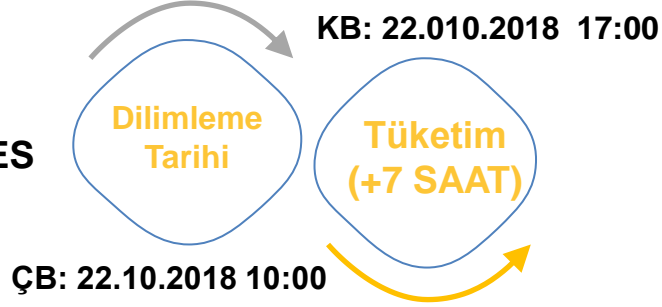 KB: 22.010.2018 17:00
Dilimleme
Tarihi
Tüketim
(+7 SAAT)
ES
ÇB: 22.10.2018 10:00